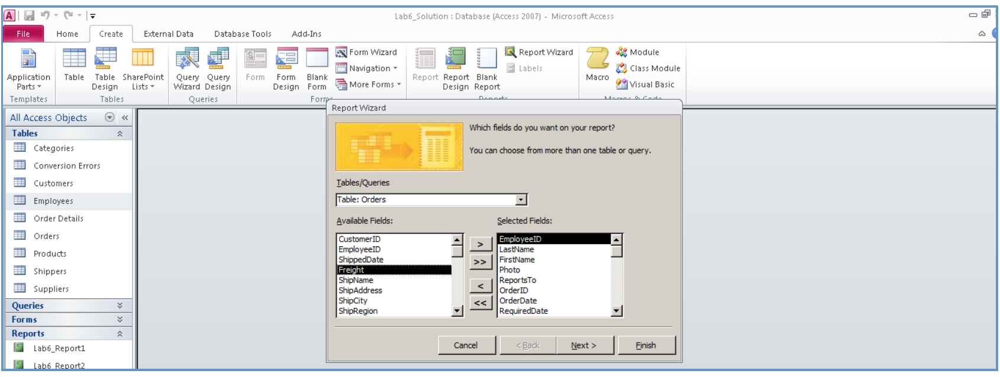 Lab6_Solution : Database (Access 2007) - Microsoft Access
File Home Create External Data Database Tools Add-Ins
Application Parts
Table
Table Design
SharePoint Lists
Query Wizard
Query Design
Form
Form Design
Blank Form
Form Wizard
Navigation
More Forms
Report
Report Design
Blank Report
Report Wizard
Labels
Macro
Module
Class Module
Visual Basic
Templates Tables Queries Forms Reports Macros & Code
All Access Objects
Tables
Categories
Conversion Errors
Customers
Employees
Order Details
Orders
Products
Shippers
Suppliers
Queries
Forms
Reports
Lab6_Report1
Lab6_Report2
Report Wizard
Which fields do you want on your report?
You can choose from more than one table or query.
Tables/Queries
Table: Orders
Available Fields:
CustomerID
EmployeeID
ShippedDate
Freight
ShipName
ShipAddress
ShipCity
ShipRegion
>
>>
<
<<
Selected Fields:
EmployeeID
LastName
FirstName
Photo
ReportsTo
OrderID
OrderDate
RequiredDate
Cancel < Back Next > Finish